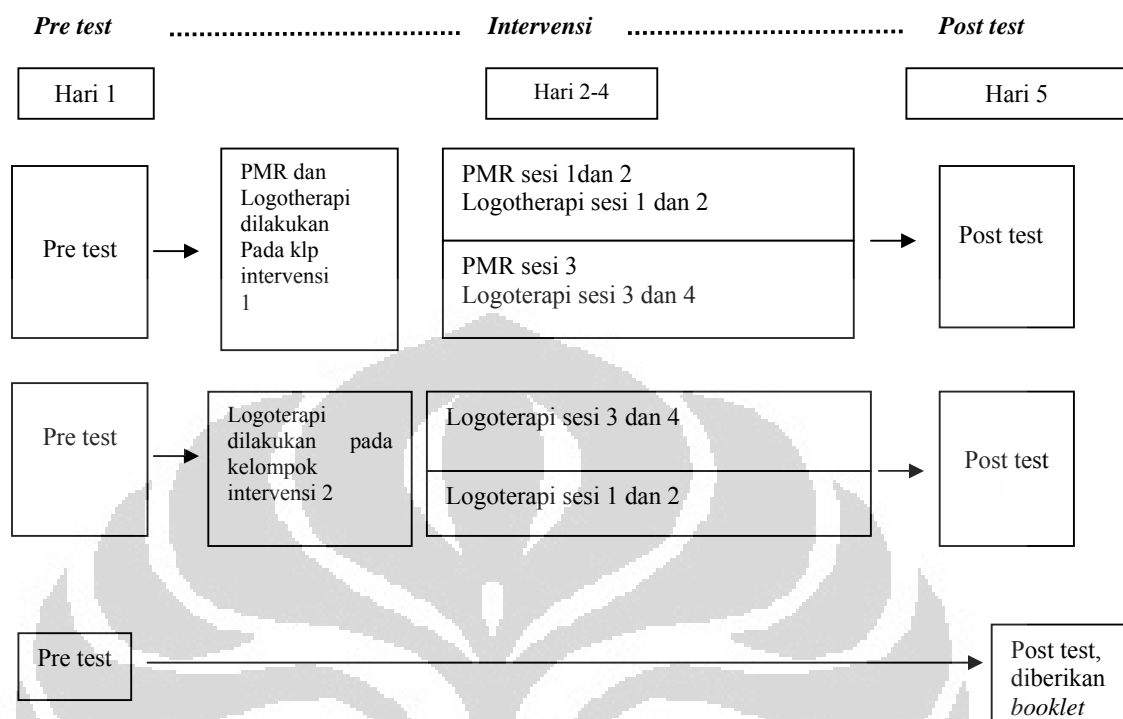 Pre test ........................................ Intervensi ...................................... Post test
Hari 1
Hari 2-4
Hari 5
Pre test
PMR dan
Logotherapi
dilakukan
Pada klp
intervensi
1
PMR sesi 1dan 2
Logotherapi sesi 1 dan 2
PMR sesi 3
Logoterapi sesi 3 dan 4
Post test
Pre test
Logoterapi
dilakukan pada
kelompok
intervensi 2
Logoterapi sesi 3 dan 4
Logoterapi sesi 1 dan 2
Post test
Pre test
Post test,
diberikan
booklet